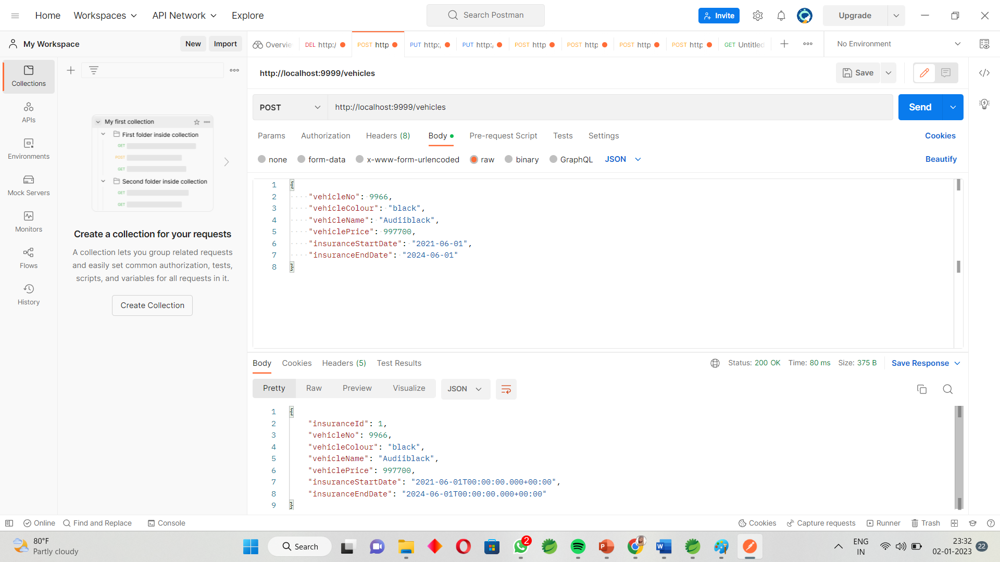 Home Workspaces API Network Explore
Search Postman
Invite
Upgrade
My Workspace New Import
Overvie
DEL http:/
POST http
PUT http:/
PUT http:/
POST http
POST http
POST http
POST http
GET Untitled
No Environment
Collections
APIs
Environments
Mock Servers
Monitors
Flows
History
My first collection
First folder inside collection
GET
POST
GET
Second folder inside collection
GET
GET
Create a collection for your requests
A collection lets you group related requests
and easily set common authorization, tests,
scripts, and variables for all requests in it.
Create Collection
http://localhost:9999/vehicles
Save
POST http://localhost:9999/vehicles Send
Params Authorization Headers (8) Body Pre-request Script Tests Settings Cookies
none form-data x-www-form-urlencoded raw binary GraphQL JSON Beautify
1 {
2 "vehicleNo": 9966,
3 "vehicleColour": "black",
4 "vehicleName": "Audiiblack",
5 "vehiclePrice": 997700,
6 "insuranceStartDate": "2021-06-01",
7 "insuranceEndDate": "2024-06-01"
8 }
Body Cookies Headers (5) Test Results Status: 200 OK Time: 80 ms Size: 375 B Save Response
Pretty Raw Preview Visualize JSON
1 {
2 "insuranceId": 1,
3 "vehicleNo": 9966,
4 "vehicleColour": "black",
5 "vehicleName": "Audiiblack",
6 "vehiclePrice": 997700,
7 "insuranceStartDate": "2021-06-01T00:00:00.000+00:00",
8 "insuranceEndDate": "2024-06-01T00:00:00.000+00:00"
9 }
Online Find and Replace Console Cookies Capture requests Runner Trash
80°F
Partly cloudy
Search
2
P
W
ENG
IN
23:32
02-01-2023
22